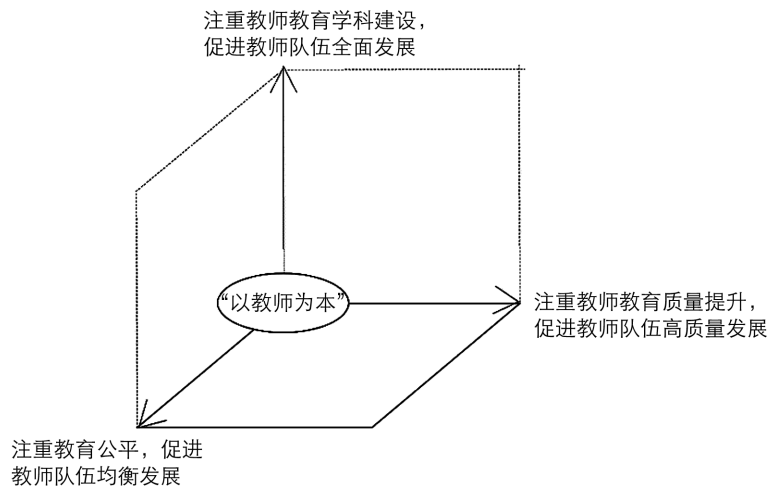 注重教师教育学科建设，
促进教师队伍全面发展
“以教师为本”
注重教师教育质量提升，
促进教师队伍高质量发展
注重教育公平，促进
教师队伍均衡发展